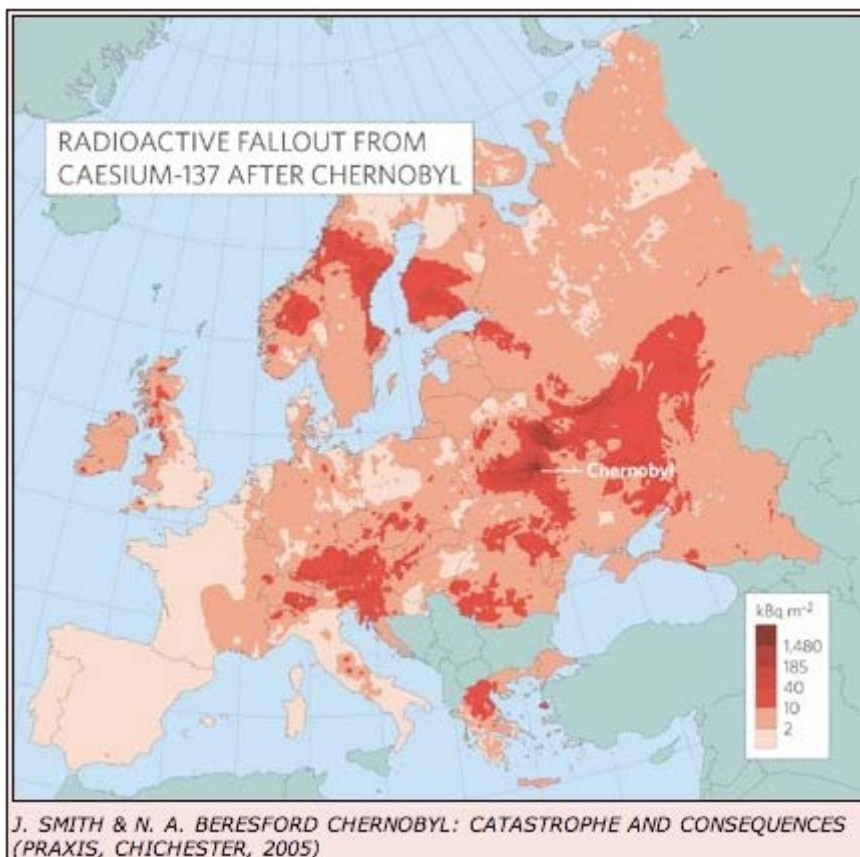 RADIOACTIVE FALLOUT FROM
CAESIUM-137 AFTER CHERNOBYL
Chernobyl
kBq m⁻²
1,480
185
40
10
2
J. SMITH & N. A. BERESFORD CHERNOBYL: CATASTROPHE AND CONSEQUENCES
(PRAXIS, CHICHESTER, 2005)